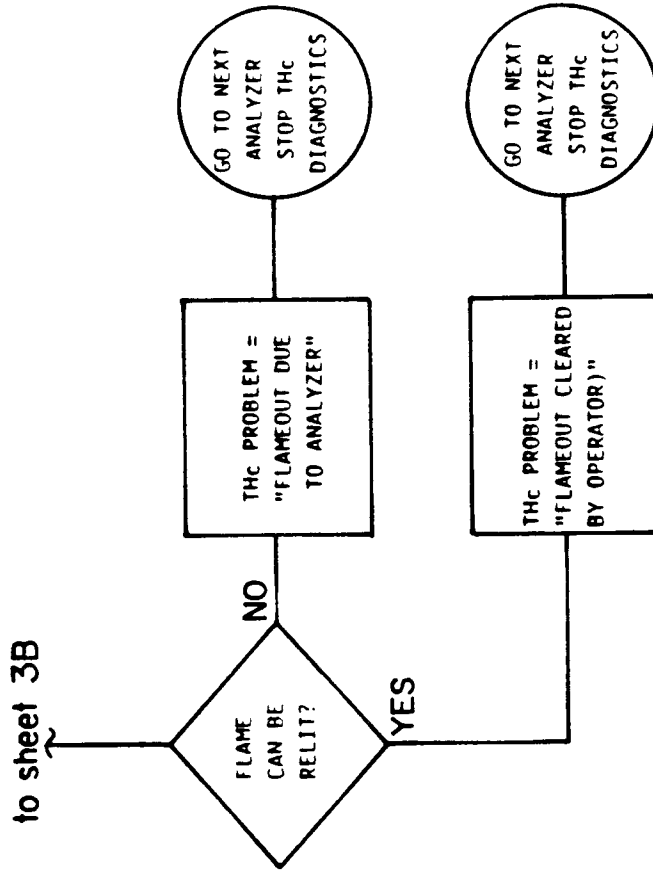 to sheet 3B
FLAME
CAN BE
RELIT?
NO
THc PROBLEM =
"FLAMEOUT DUE
TO ANALYZER"
GO TO NEXT
ANALYZER
STOP THc
DIAGNOSTICS
YES
THc PROBLEM =
"FLAMEOUT CLEARED
BY OPERATOR)"
GO TO NEXT
ANALYZER
STOP THc
DIAGNOSTICS